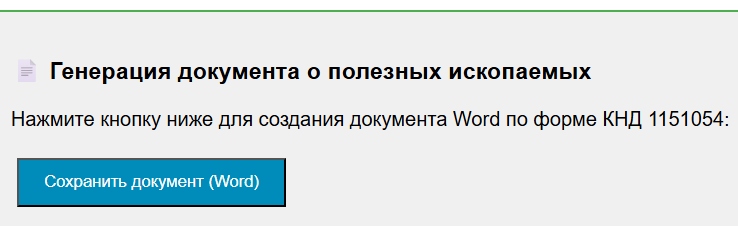 Генерация документа о полезных ископаемых
Нажмите кнопку ниже для создания документа Word по форме КНД 1151054:
Сохранить документ (Word)